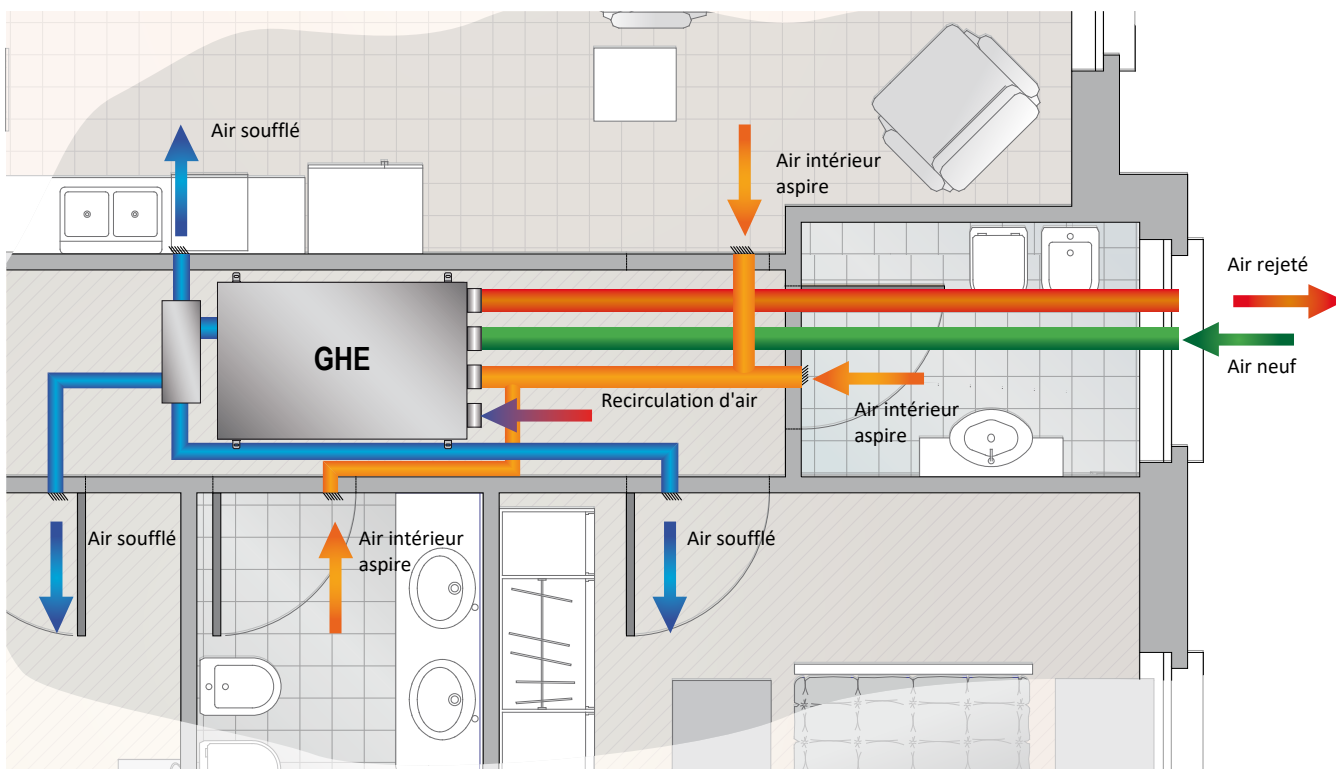 Air soufflé
Air intérieur
aspire
Air rejeté
GHE
Air neuf
Recirculation d'air
Air intérieur
aspire
Air soufflé
Air intérieur
aspire
Air soufflé